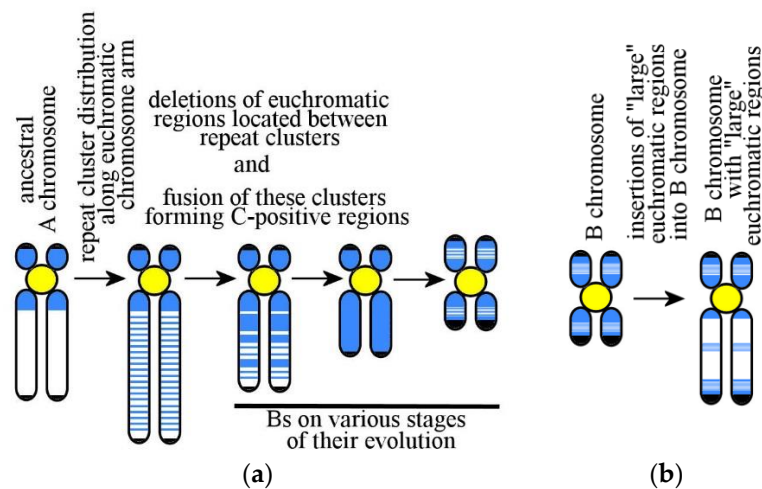 ancestral
A chromosome
repeat cluster distribution
along euchromatic
chromosome arm
deletions of euchromatic
regions located between
repeat clusters
and
fusion of these clusters
forming C-positive regions
Bs on various stages
of their evolution
(a)
B chromosome
insertions of "large"
euchromatic regions
into B chromosome
B chromosome
with "large"
euchromatic regions
(b)